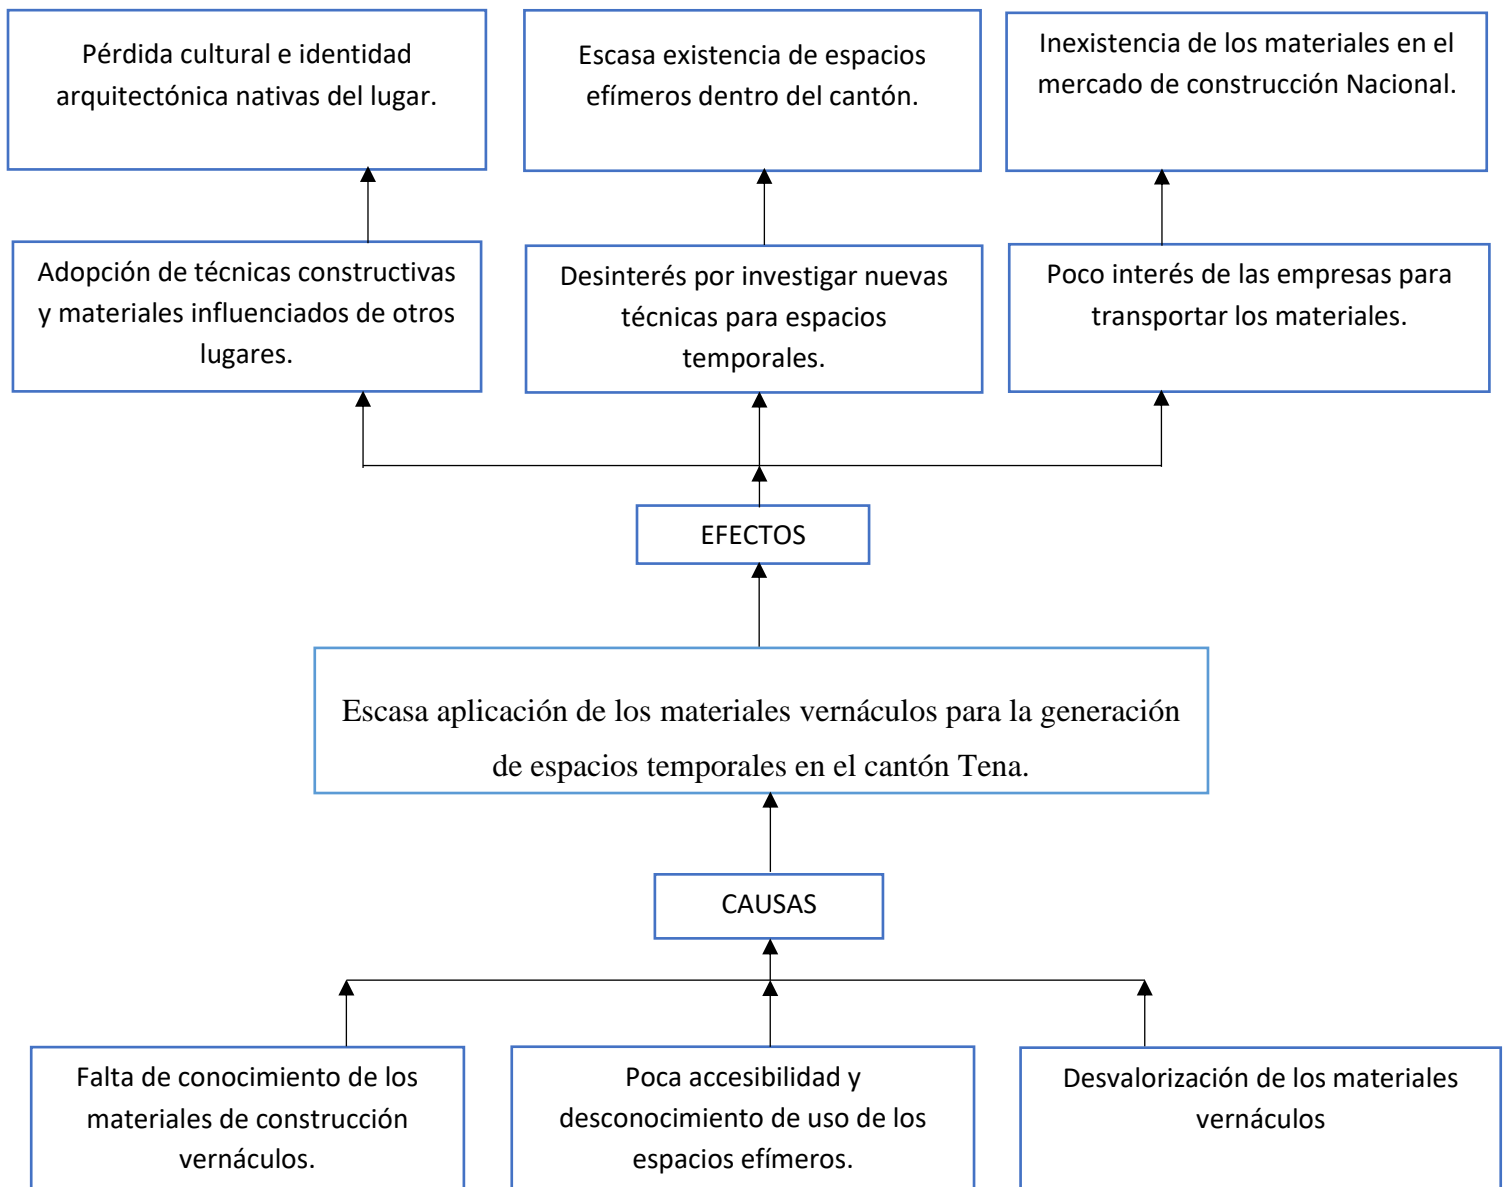 Pérdida cultural e identidad
arquitectónica nativas del lugar.
Escasa existencia de espacios
efímeros dentro del cantón.
Inexistencia de los materiales en el
mercado de construcción Nacional.
Adopción de técnicas constructivas
y materiales influenciados de otros
lugares.
Desinterés por investigar nuevas
técnicas para espacios
temporales.
Poco interés de las empresas para
transportar los materiales.
EFECTOS
Escasa aplicación de los materiales vernáculos para la generación
de espacios temporales en el cantón Tena.
CAUSAS
Falta de conocimiento de los
materiales de construcción
vernáculos.
Poca accesibilidad y
desconocimiento de uso de los
espacios efímeros.
Desvalorización de los materiales
vernáculos